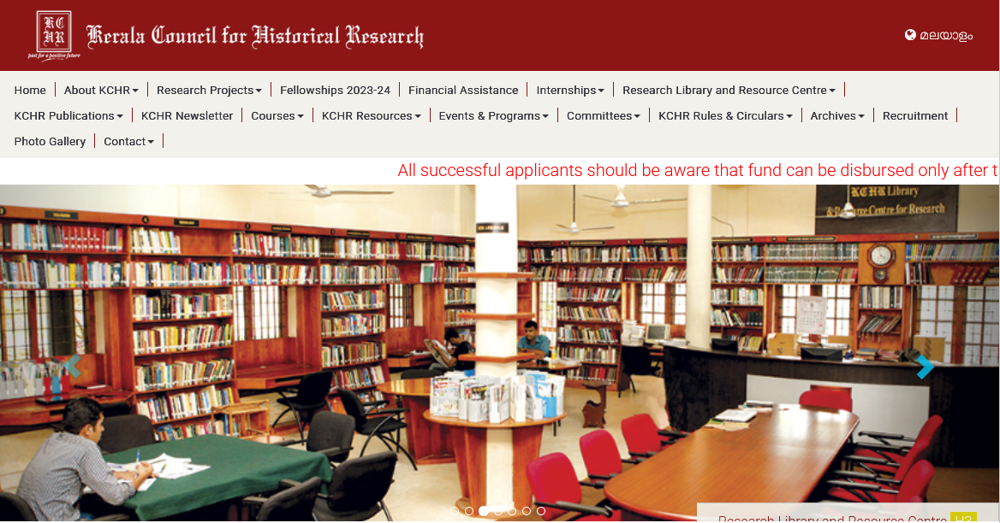 KC
HR
past for a positive future
Kerala Council for Historical Research
മലയാളം
Home About KCHR Research Projects Fellowships 2023-24 Financial Assistance Internships Research Library and Resource Centre
KCHR Publications KCHR Newsletter Courses KCHR Resources Events & Programs Committees KCHR Rules & Circulars Archives Recruitment
Photo Gallery Contact
All successful applicants should be aware that fund can be disbursed only after t
KCHR Library
& Resource Centre for Research
Research Library and Resource Centre H2